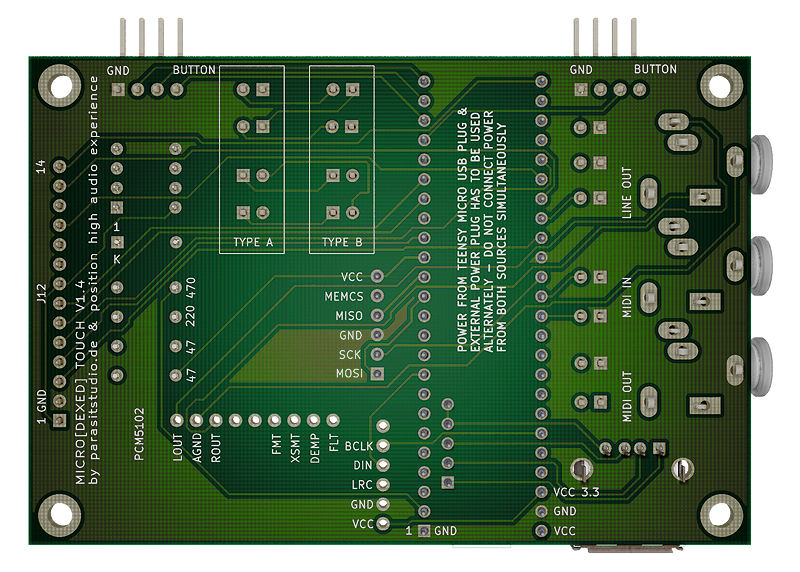 GND
BUTTON
GND
BUTTON
14
J12
1 GND
MICRO[DEXED] TOUCH V1.4
by parasitstudio.de & position high audio experience
1
K
470
220
47
47
TYPE A
TYPE B
POWER FROM TEENSY MICRO USB PLUG &
EXTERNAL POWER PLUG HAS TO BE USED
ALTERNATELY – DO NOT CONNECT POWER
FROM BOTH SOURCES SIMULTANEOUSLY
LINE OUT
MIDI IN
MIDI OUT
VCC
MEMCS
MISO
GND
SCK
MOSI
PCM5102
LOUT
AGND
ROUT
FMT
XSMT
DEMP
FLT
BCLK
DIN
LRC
GND
VCC
1
GND
VCC 3.3
GND
VCC